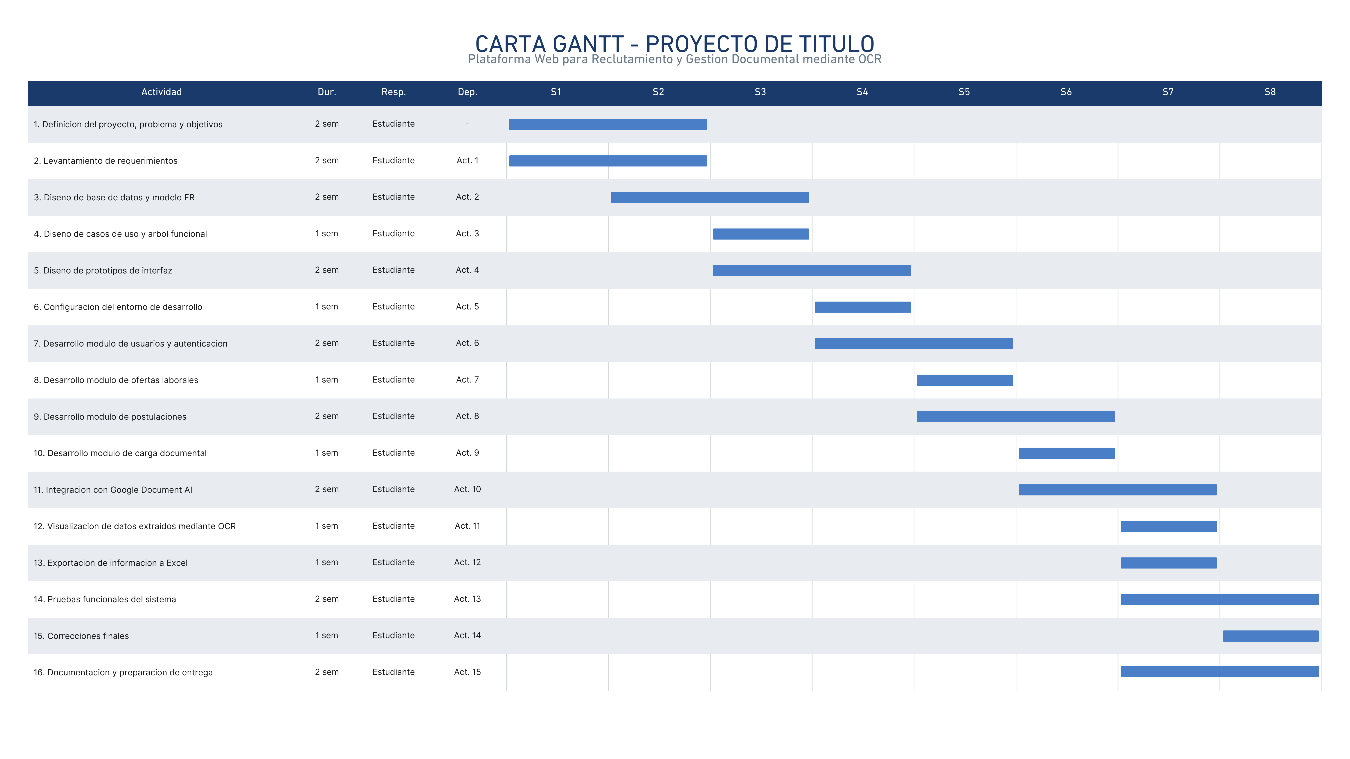 CARTA GANTT - PROYECTO DE TITULO
Plataforma Web para Reclutamiento y Gestion Documental mediante OCR
Actividad Dur. Resp. Dep. S1 S2 S3 S4 S5 S6 S7 S8
1. Definicion del proyecto, problema y objetivos 2 sem Estudiante -
2. Levantamiento de requerimientos 2 sem Estudiante Act. 1
3. Diseno de base de datos y modelo ER 2 sem Estudiante Act. 2
4. Diseno de casos de uso y arbol funcional 1 sem Estudiante Act. 3
5. Diseno de prototipos de interfaz 2 sem Estudiante Act. 4
6. Configuracion del entorno de desarrollo 1 sem Estudiante Act. 5
7. Desarrollo modulo de usuarios y autenticacion 2 sem Estudiante Act. 6
8. Desarrollo modulo de ofertas laborales 1 sem Estudiante Act. 7
9. Desarrollo modulo de postulaciones 2 sem Estudiante Act. 8
10. Desarrollo modulo de carga documental 1 sem Estudiante Act. 9
11. Integracion con Google Document AI 2 sem Estudiante Act. 10
12. Visualizacion de datos extraidos mediante OCR 1 sem Estudiante Act. 11
13. Exportacion de informacion a Excel 1 sem Estudiante Act. 12
14. Pruebas funcionales del sistema 2 sem Estudiante Act. 13
15. Correcciones finales 1 sem Estudiante Act. 14
16. Documentacion y preparacion de entrega 2 sem Estudiante Act. 15